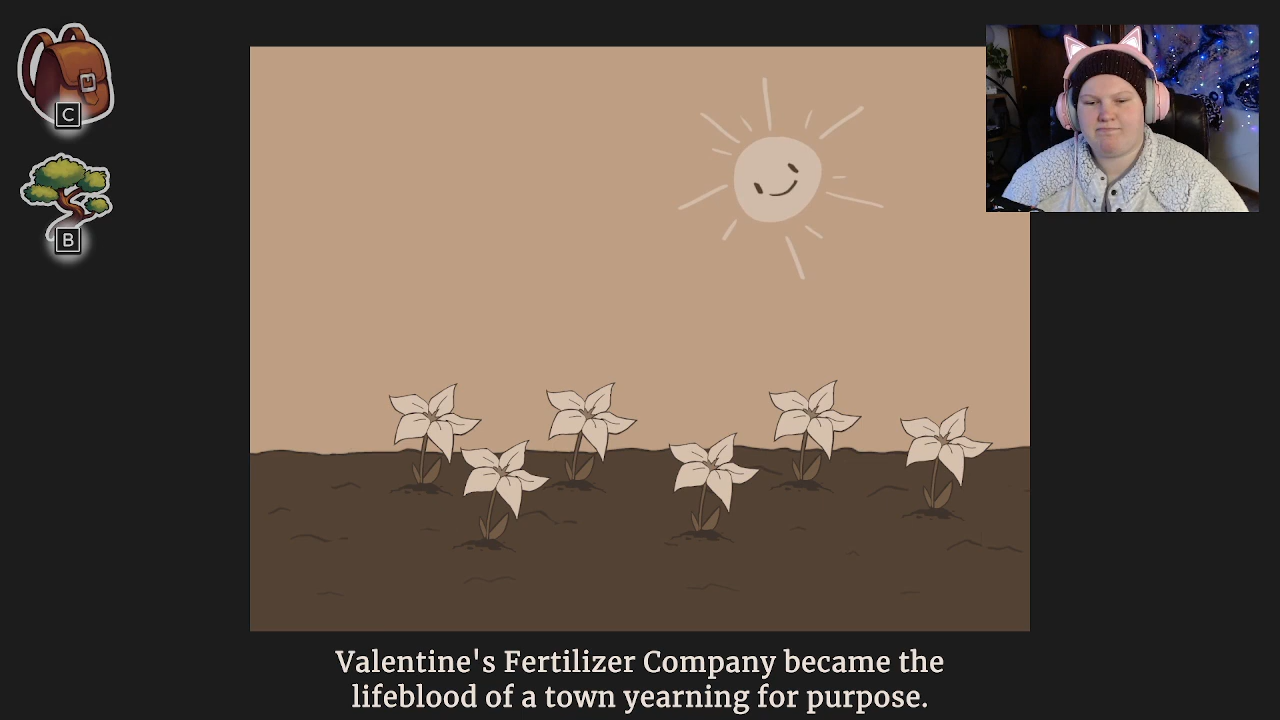 C
B
Valentine's Fertilizer Company became the
lifeblood of a town yearning for purpose.